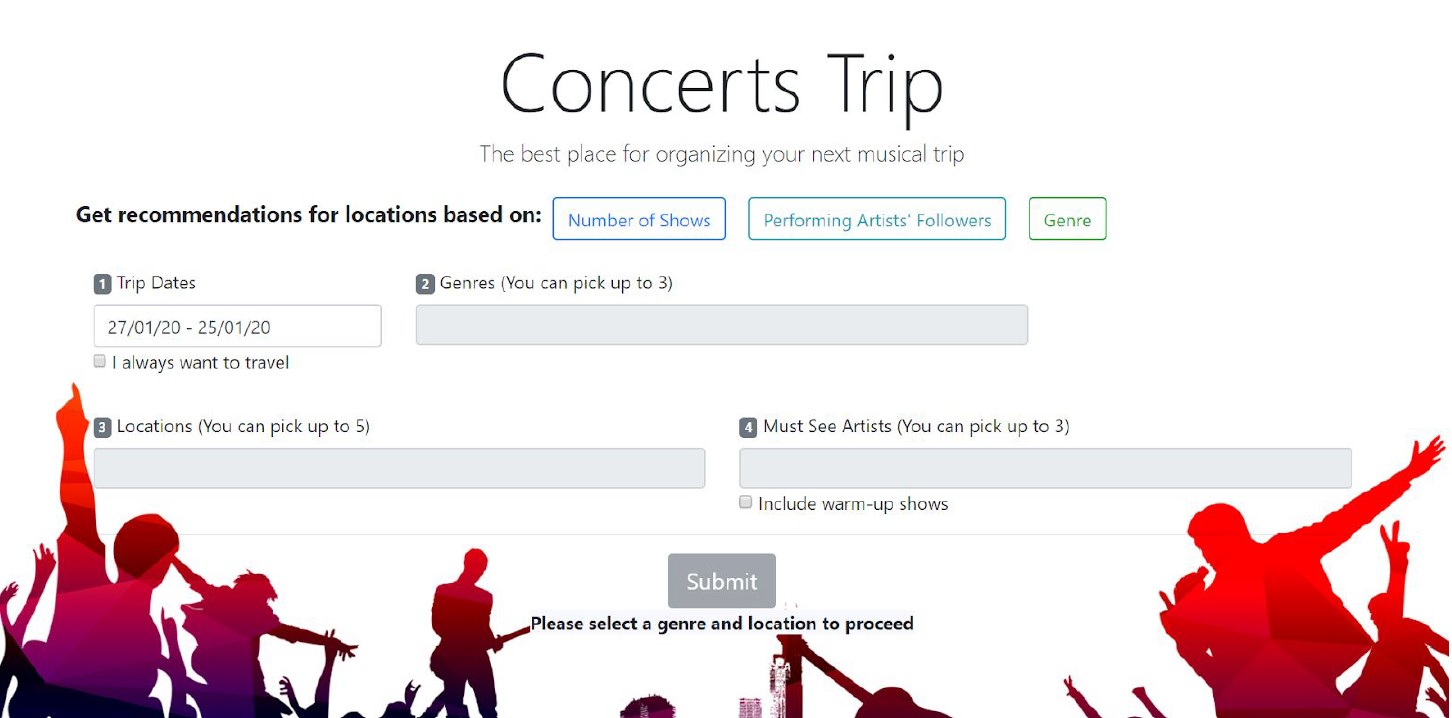 Concerts Trip
The best place for organizing your next musical trip
Get recommendations for locations based on: Number of Shows Performing Artists' Followers Genre
1 Trip Dates 2 Genres (You can pick up to 3)
27/01/20 - 25/01/20
I always want to travel
3 Locations (You can pick up to 5) 4 Must See Artists (You can pick up to 3)
Include warm-up shows
Submit
Please select a genre and location to proceed